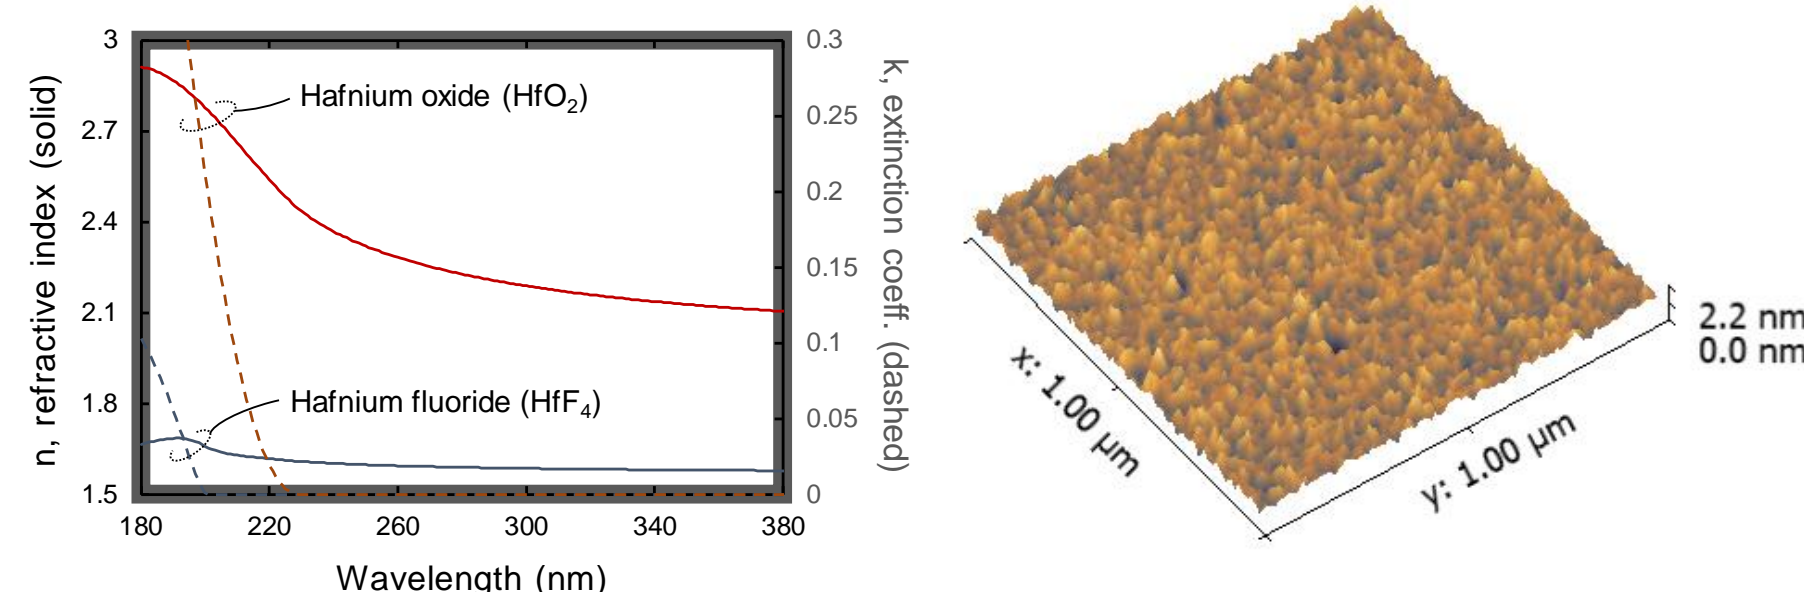 n, refractive index (solid)
3
2.7
2.4
2.1
1.8
1.5
Hafnium oxide (HfO₂)
Hafnium fluoride (HfF₄)
180
220
260
300
340
380
Wavelength (nm)
0.3
0.25
0.2
0.15
0.1
0.05
0
k, extinction coeff. (dashed)
x: 1.00 µm
y: 1.00 µm
2.2 nm
0.0 nm